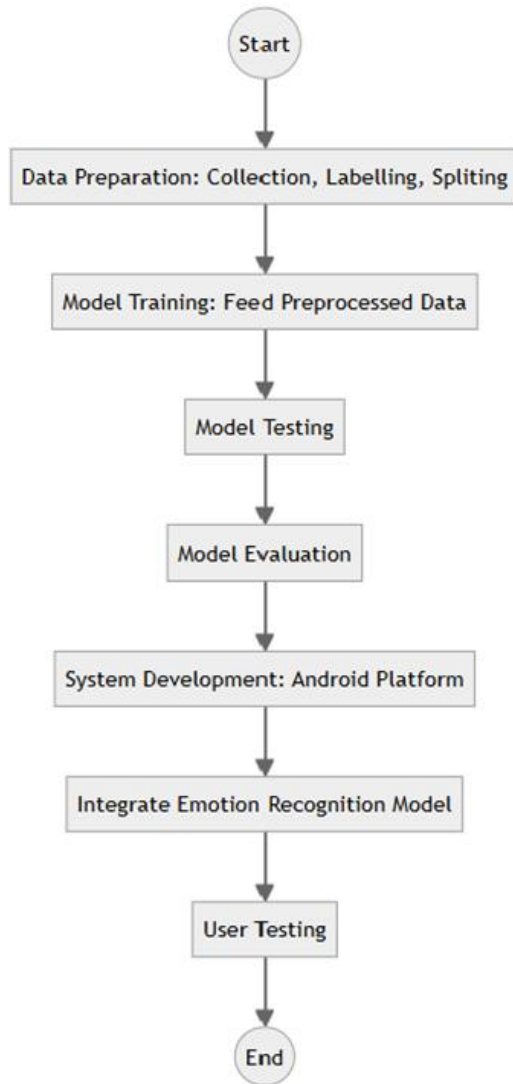 Start
Data Preparation: Collection, Labelling, Spliting
Model Training: Feed Preprocessed Data
Model Testing
Model Evaluation
System Development: Android Platform
Integrate Emotion Recognition Model
User Testing
End